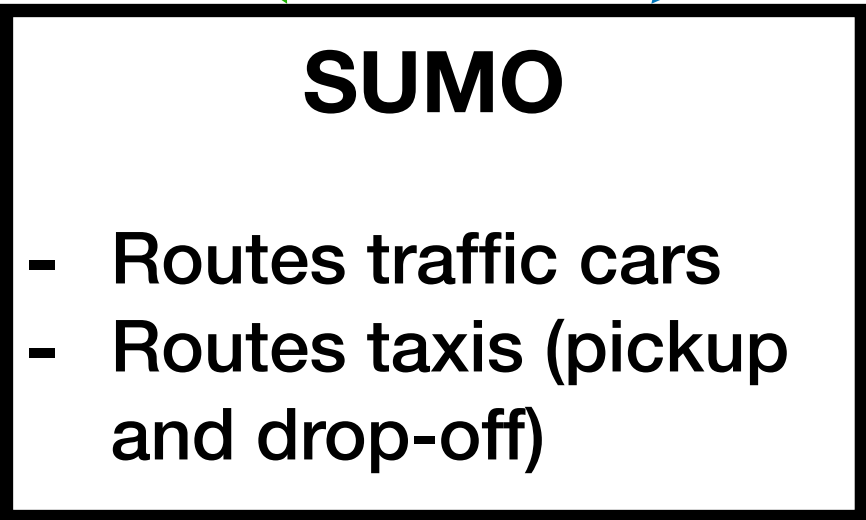 SUMO
- Routes traffic cars
- Routes taxis (pickup
and drop-off)